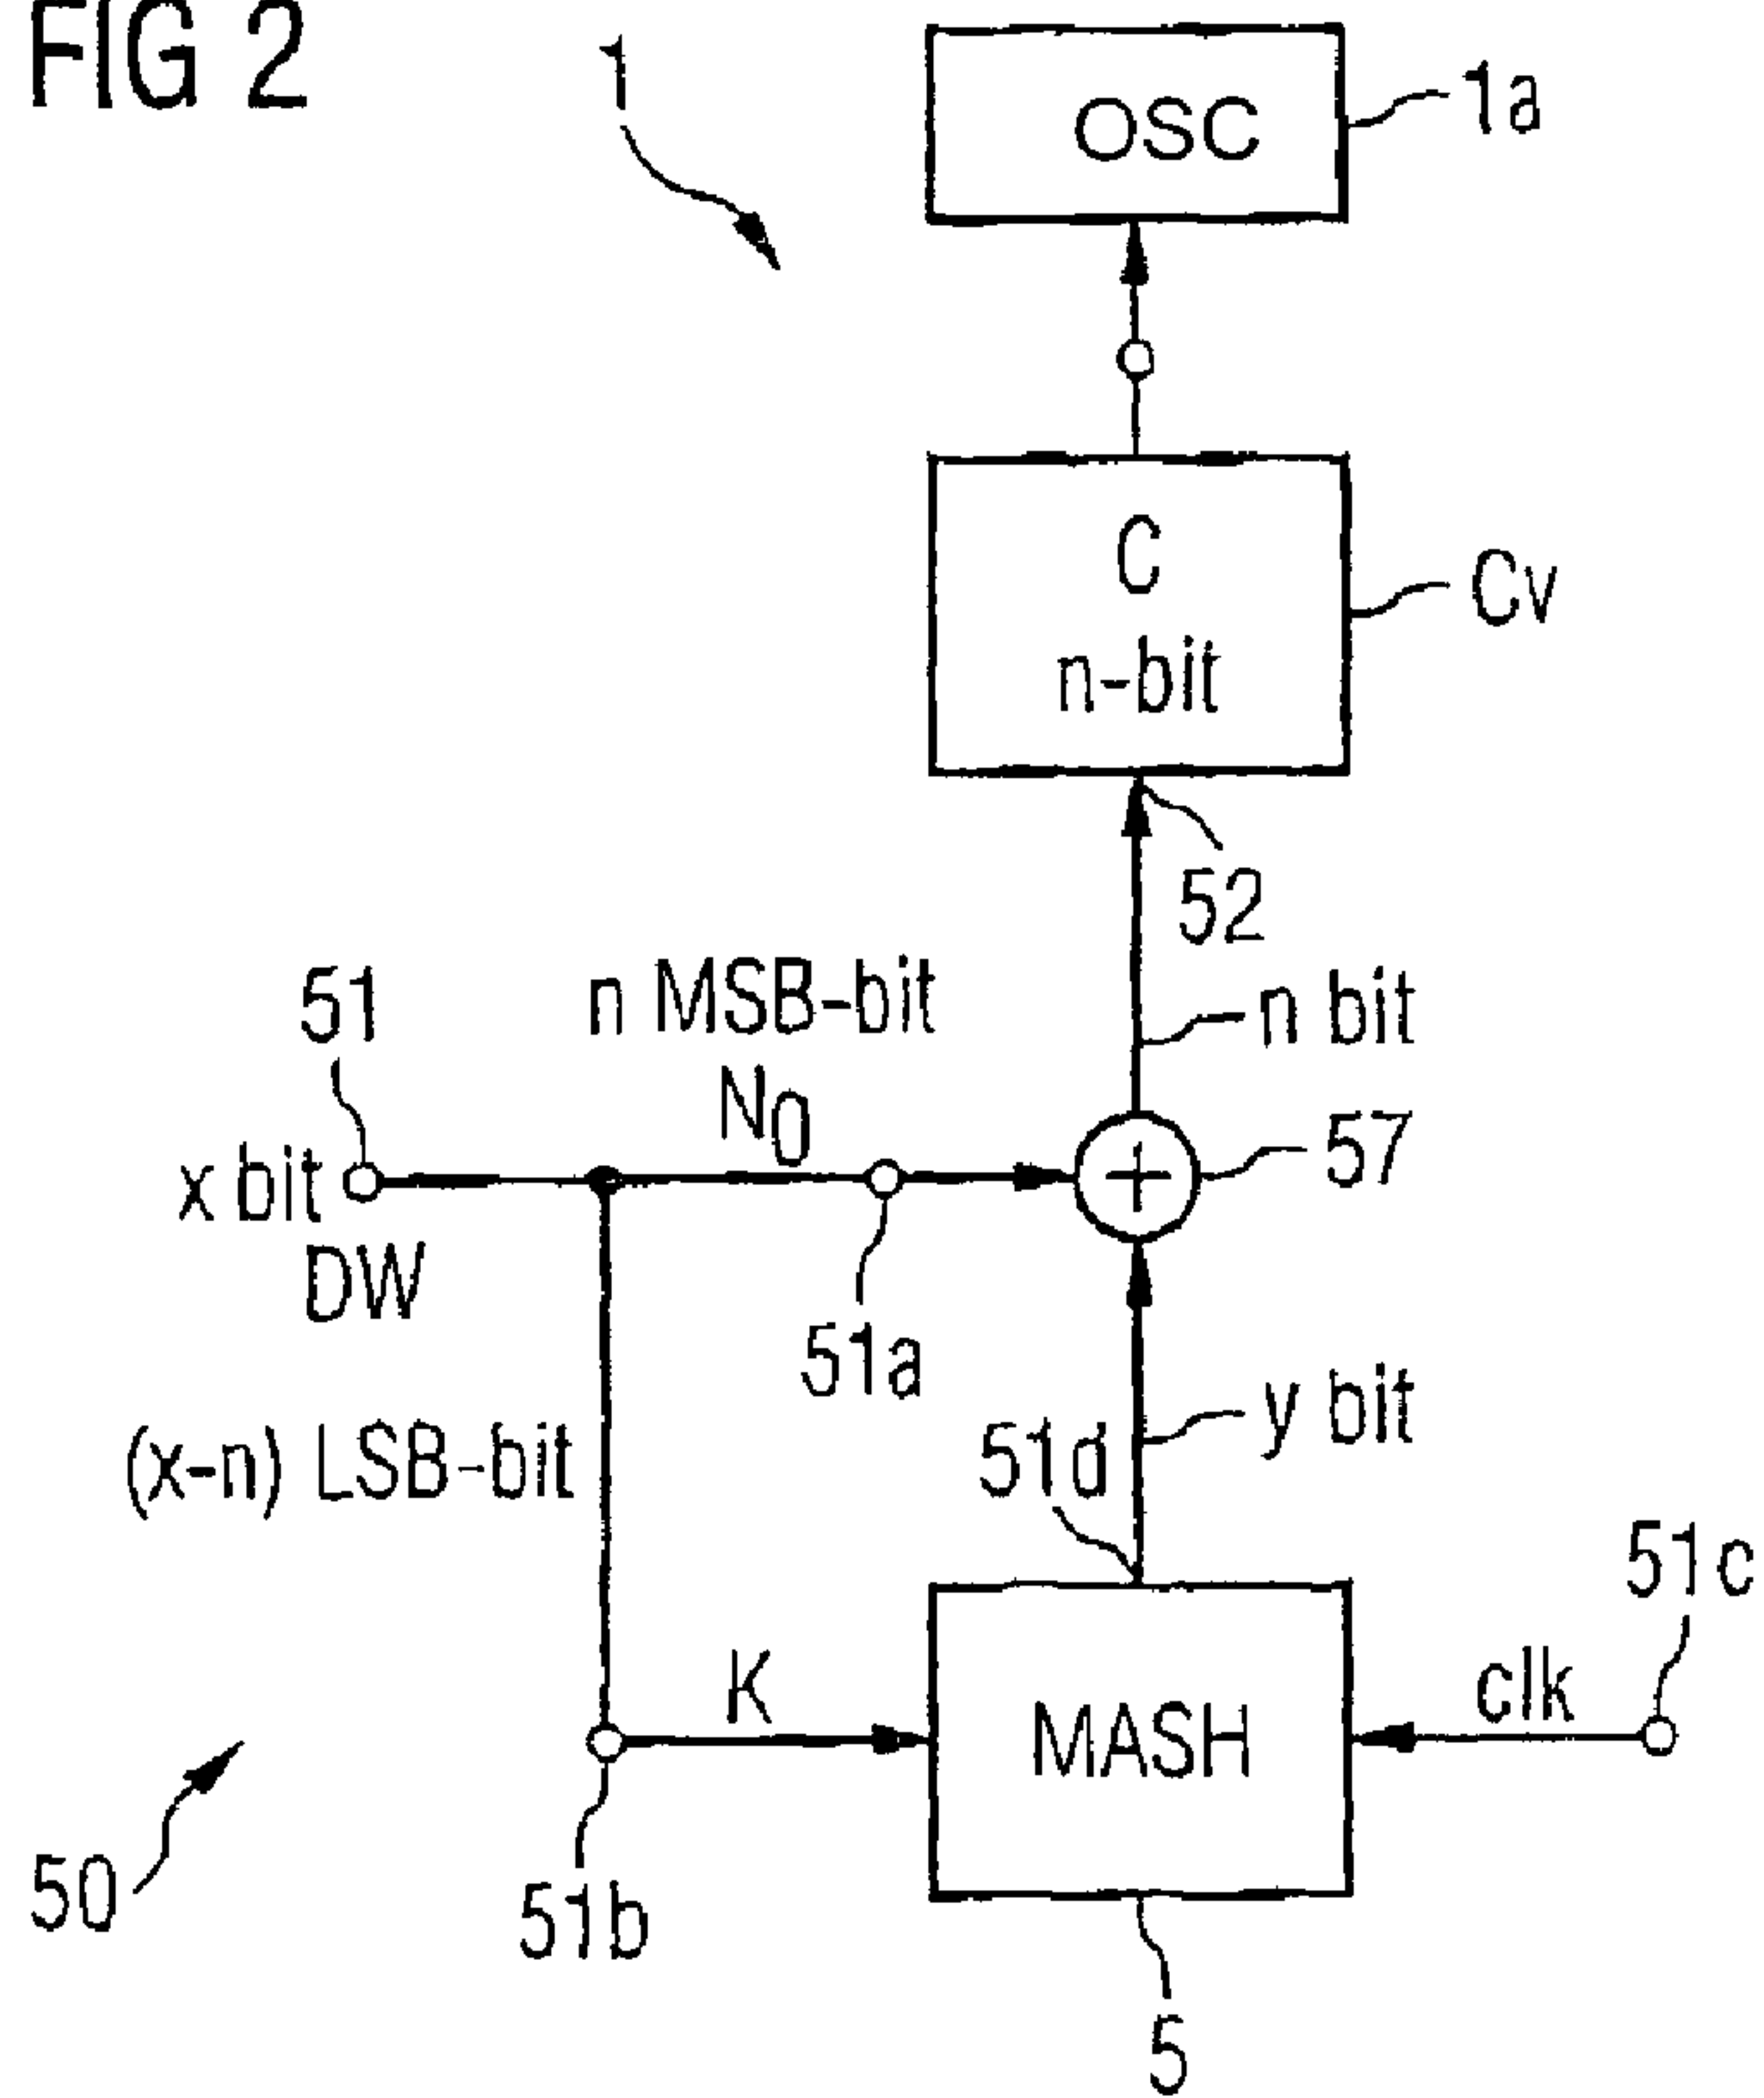 FIG 2
1
OSC
1a
C
n-bit
Cv
52
51
n MSB-bit
N0
n bit
57
x bit
DW
51a
(x-n) LSB-bit
51d
y bit
51c
K
MASH
clk
50
51b
5